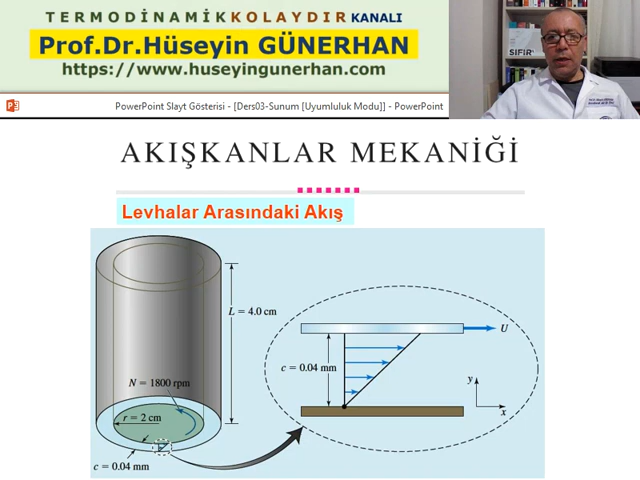 TERMODİNAMİKKOLAYDIR KANALI
Prof.Dr.Hüseyin GÜNERHAN
https://www.huseyingunerhan.com
SIFIR
PowerPoint Slayt Gösterisi - [Ders03-Sunum [Uyumluluk Modu]] - PowerPoint
AKIŞKANLAR MEKANİĞİ
Levhalar Arasındaki Akış
L = 4.0 cm
U
c = 0.04 mm
N = 1800 rpm
y
x
r = 2 cm
c = 0.04 mm